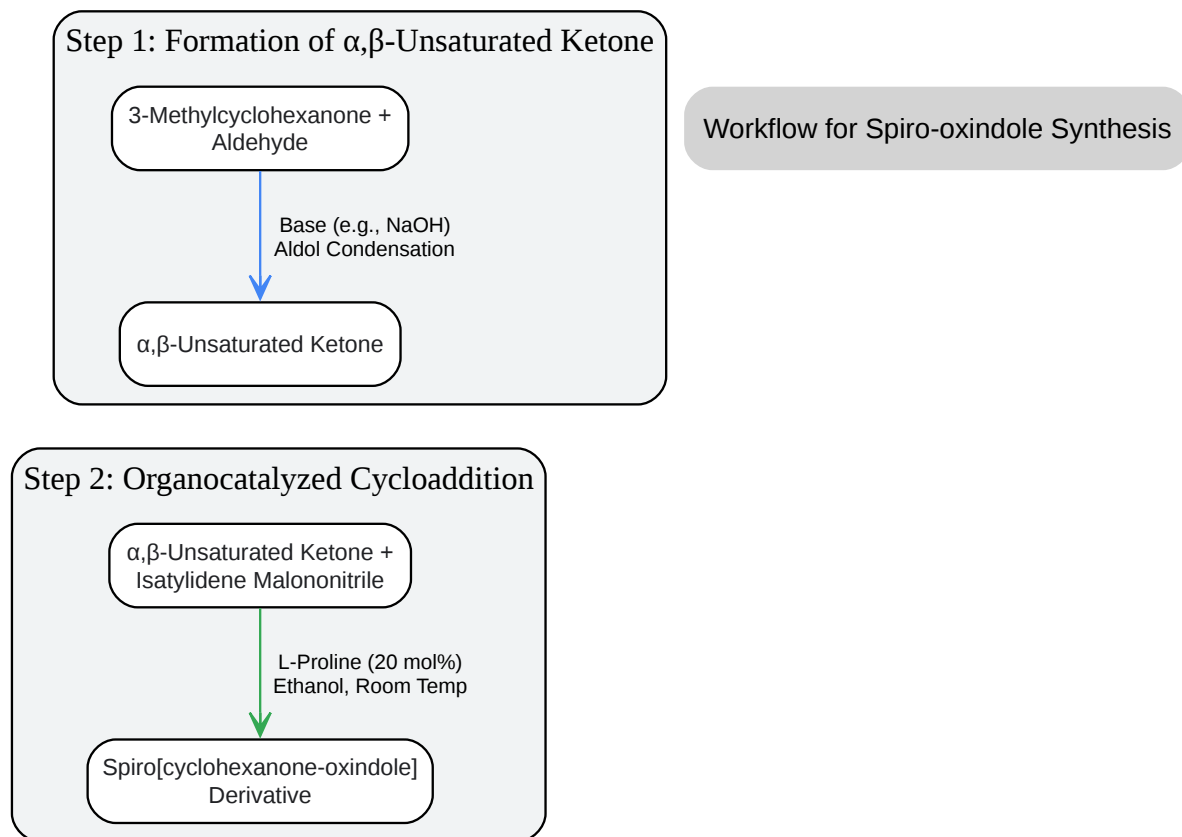 Step 1: Formation of α,β-Unsaturated Ketone
3-Methylcyclohexanone +
Aldehyde
Workflow for Spiro-oxindole Synthesis
Base (e.g., NaOH)
Aldol Condensation
α,β-Unsaturated Ketone
Step 2: Organocatalyzed Cycloaddition
α,β-Unsaturated Ketone +
Isatylidene Malononitrile
L-Proline (20 mol%)
Ethanol, Room Temp
Spiro[cyclohexanone-oxindole]
Derivative